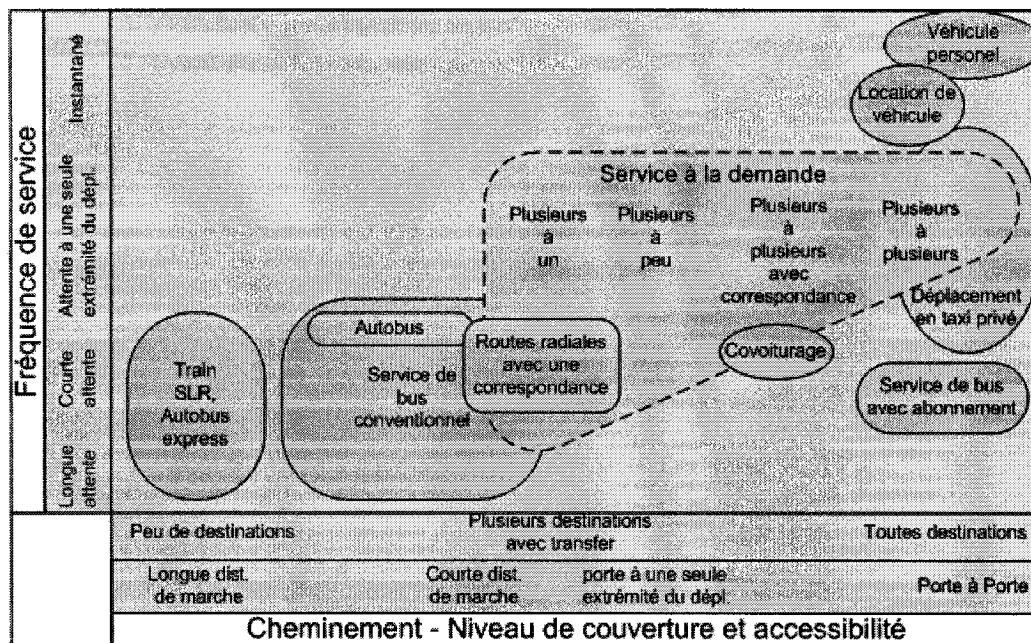 Fréquence de service
Instantané
Attente à une seule
extrémité du dépl.
Courte
attente
Longue
attente
Véhicule
personel
Location de
véhicule
Service à la demande
Plusieurs
à
un
Plusieurs
à
peu
Plusieurs
à
plusieurs
avec
correspondance
Plusieurs
à
plusieurs
Déplacement
en taxi privé
Autobus
Routes radiales
avec une
correspondance
Covoiturage
Train
SLR,
Autobus
express
Service de
bus
conventionnel
Service de bus
avec abonnement
Peu de destinations
Plusieurs destinations
avec transfer
Toutes destinations
Longue dist.
de marche
Courte dist.
de marche
porte à une seule
extrémité du dépl.
Porte à Porte
Cheminement - Niveau de couverture et accessibilité